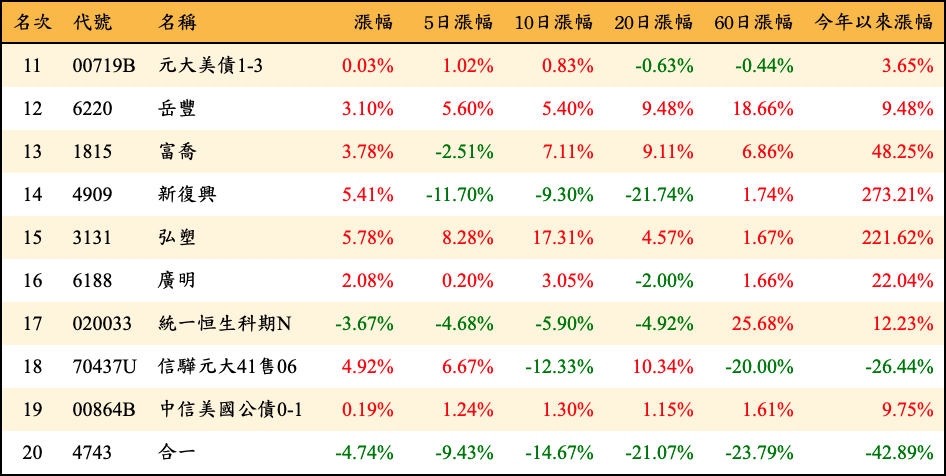 名次 代號 名稱 漲幅 5日漲幅 10日漲幅 20日漲幅 60日漲幅 今年以來漲幅
11 00719B 元大美債1-3 0.03% 1.02% 0.83% -0.63% -0.44% 3.65%
12 6220 岳豐 3.10% 5.60% 5.40% 9.48% 18.66% 9.48%
13 1815 富喬 3.78% -2.51% 7.11% 9.11% 6.86% 48.25%
14 4909 新復興 5.41% -11.70% -9.30% -21.74% 1.74% 273.21%
15 3131 弘塑 5.78% 8.28% 17.31% 4.57% 1.67% 221.62%
16 6188 廣明 2.08% 0.20% 3.05% -2.00% 1.66% 22.04%
17 020033 統一恒生科期N -3.67% -4.68% -5.90% -4.92% 25.68% 12.23%
18 70437U 信驊元大41售06 4.92% 6.67% -12.33% 10.34% -20.00% -26.44%
19 00864B 中信美國公債0-1 0.19% 1.24% 1.30% 1.15% 1.61% 9.75%
20 4743 合一 -4.74% -9.43% -14.67% -21.07% -23.79% -42.89%